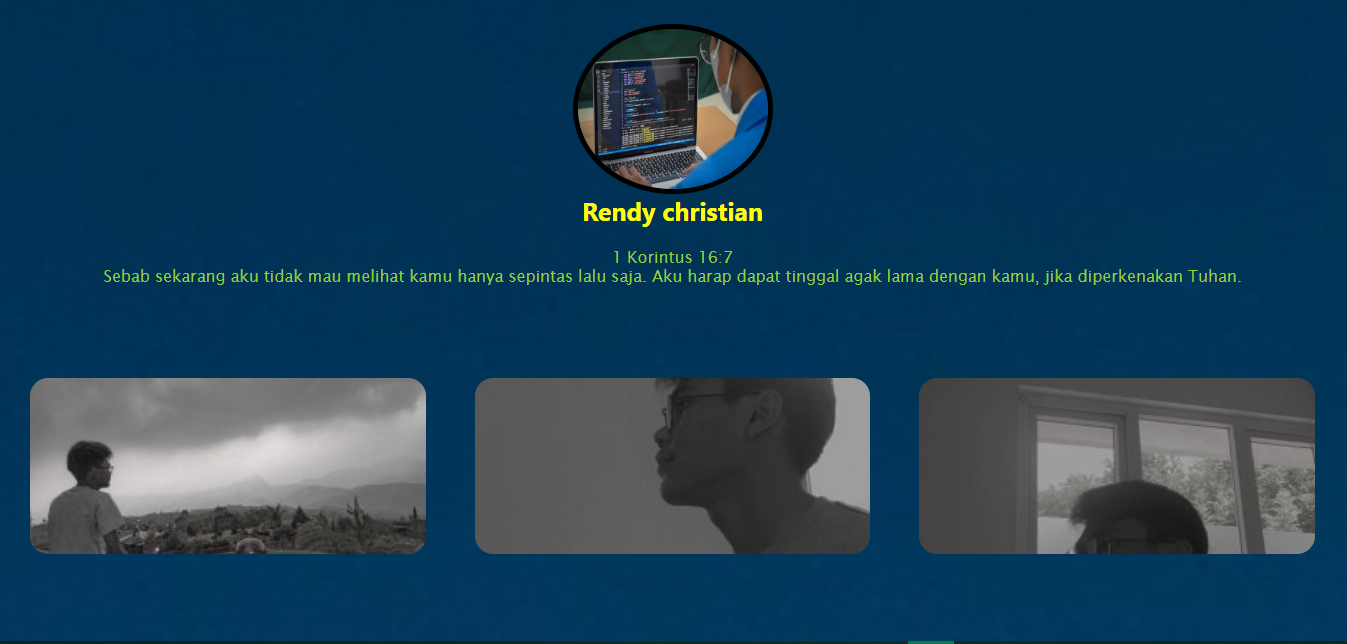 Rendy christian
1 Korintus 16:7
Sebab sekarang aku tidak mau melihat kamu hanya sepintas lalu saja. Aku harap dapat tinggal agak lama dengan kamu, jika diperkenakan Tuhan.